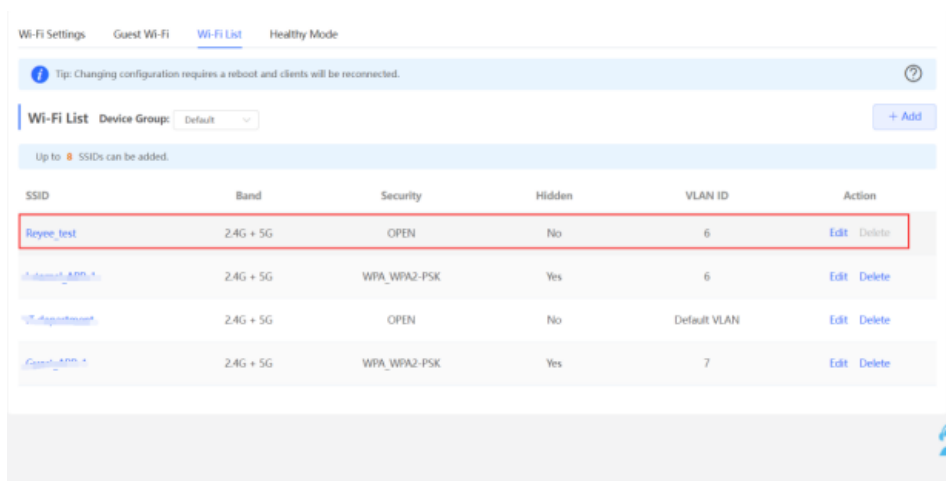 Wi-Fi Settings Guest Wi-Fi Wi-Fi List Healthy Mode
Tip: Changing configuration requires a reboot and clients will be reconnected.
Wi-Fi List Device Group: Default + Add
Up to 8 SSIDs can be added.
SSID Band Security Hidden VLAN ID Action
Reyee_test 2.4G + 5G OPEN No 6 Edit Delete
2.4G + 5G WPA_WPA2-PSK Yes 6 Edit Delete
2.4G + 5G OPEN No Default VLAN Edit Delete
2.4G + 5G WPA_WPA2-PSK Yes 7 Edit Delete